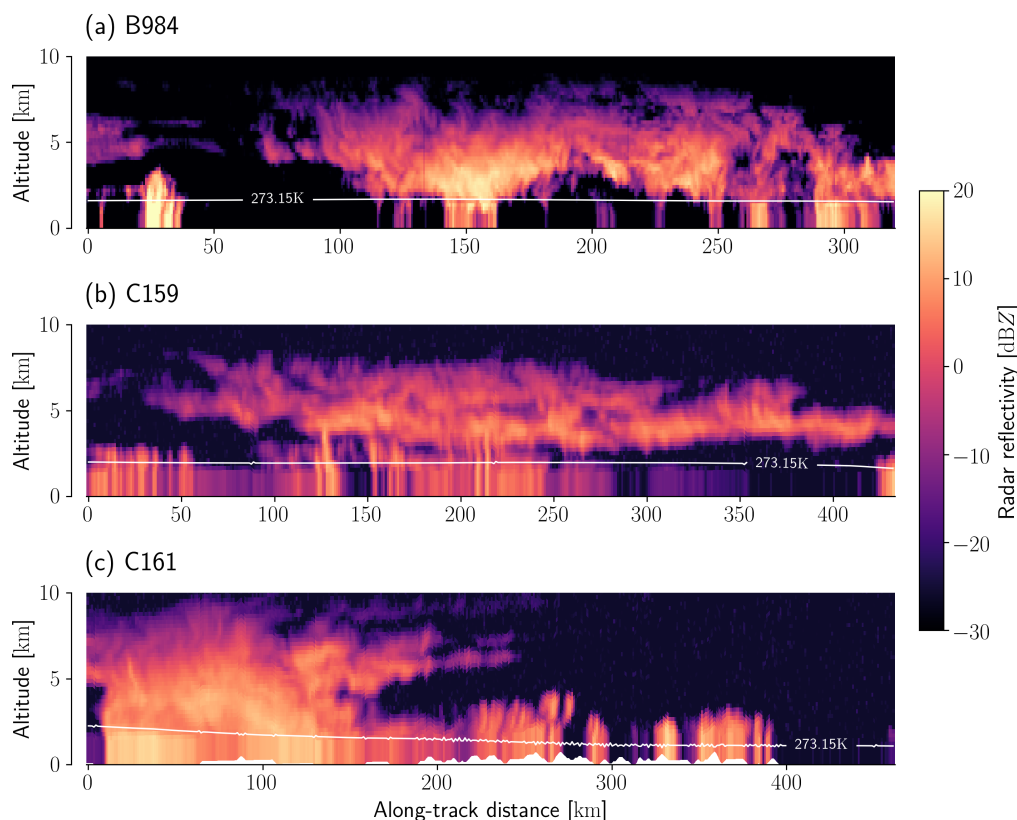 (a) B984
10
5
0
Altitude [km]
273.15K
0 50 100 150 200 250 300
(b) C159
10
5
0
Altitude [km]
273.15K
0 50 100 150 200 250 300 350 400
(c) C161
10
5
0
Altitude [km]
273.15K
0 100 200 300 400
Along-track distance [km]
20
10
0
−10
−20
−30
Radar reflectivity [dBZ]